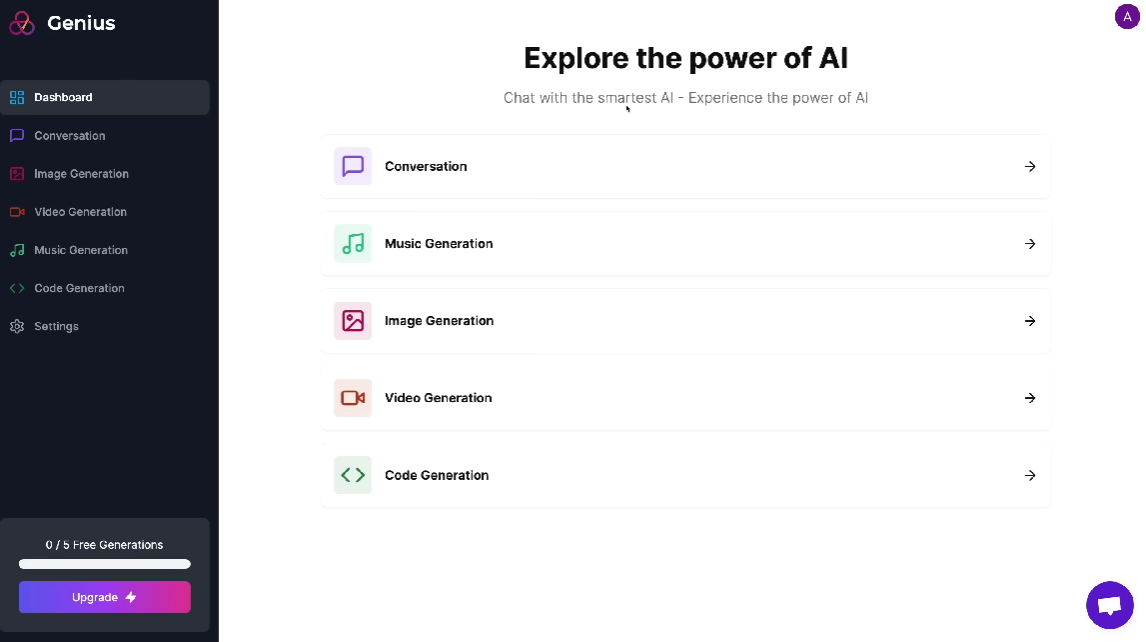 Genius
Dashboard
Conversation
Image Generation
Video Generation
Music Generation
Code Generation
Settings
0 / 5 Free Generations
Upgrade
A
Explore the power of AI
Chat with the smartest AI - Experience the power of AI
Conversation
Music Generation
Image Generation
Video Generation
Code Generation